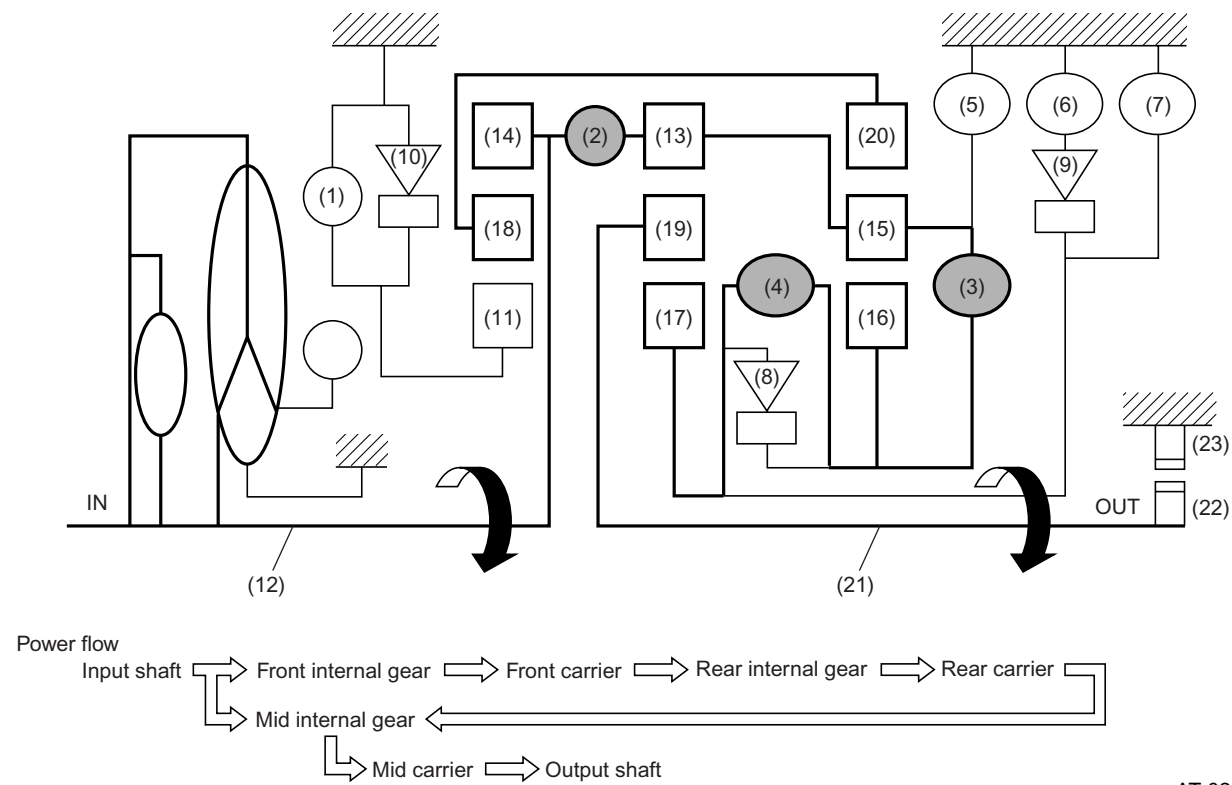 (5) (6) (7)
(14) (2) (13) (20)
(10) (9)
(1)
(18) (19) (15)
(4) (3)
(11) (17) (16)
(8)
(23)
IN OUT (22)
(12) (21)
Power flow
Input shaft Front internal gear Front carrier Rear internal gear Rear carrier
Mid internal gear
Mid carrier Output shaft